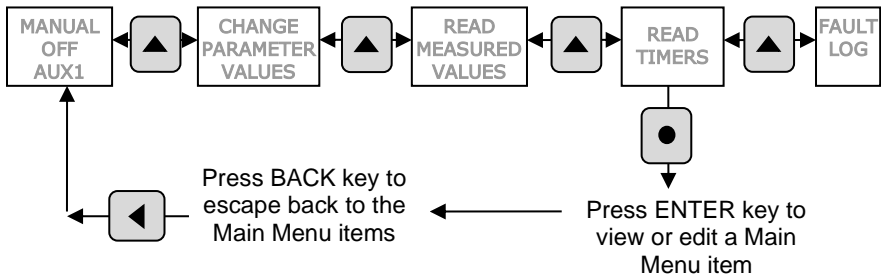 MANUAL
OFF
AUX1
CHANGE
PARAMETER
VALUES
READ
MEASURED
VALUES
READ
TIMERS
FAULT
LOG
Press BACK key to
escape back to the
Main Menu items
Press ENTER key to
view or edit a Main
Menu item